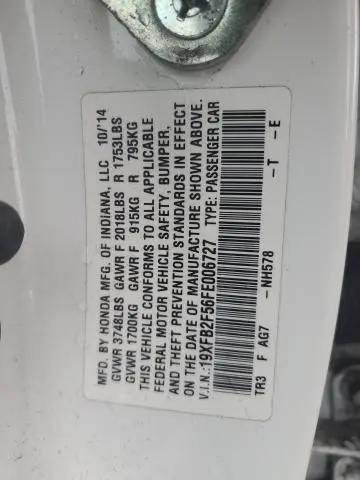 MFD. BY HONDA MFG. OF INDIANA, LLC 10/'14
GVWR 3748LBS GAWR F 2018LBS R 1753LBS
GVWR 1700KG GAWR F 915KG R 795KG
THIS VEHICLE CONFORMS TO ALL APPLICABLE
FEDERAL MOTOR VEHICLE SAFETY, BUMPER,
AND THEFT PREVENTION STANDARDS IN EFFECT
ON THE DATE OF MANUFACTURE SHOWN ABOVE.
V.I.N.: 19XFB2F56FE006727 TYPE: PASSENGER CAR
TR3 F AG7 -NH578 -T -E